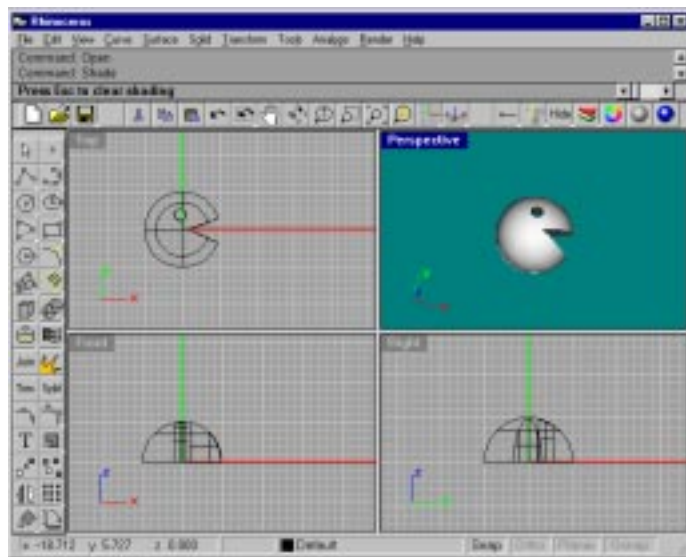 Rhinoceros
File Edit View Curve Surface Solid Transform Tools Analyze Render Help
Command: Open
Command: Shade
Press Esc to clear shading
Hide
Top
Perspective
Front
Right
Join
Trim Split
T
x -18.712 y 5.727 z 0.000 Default Snap Ortho Planar Osnap